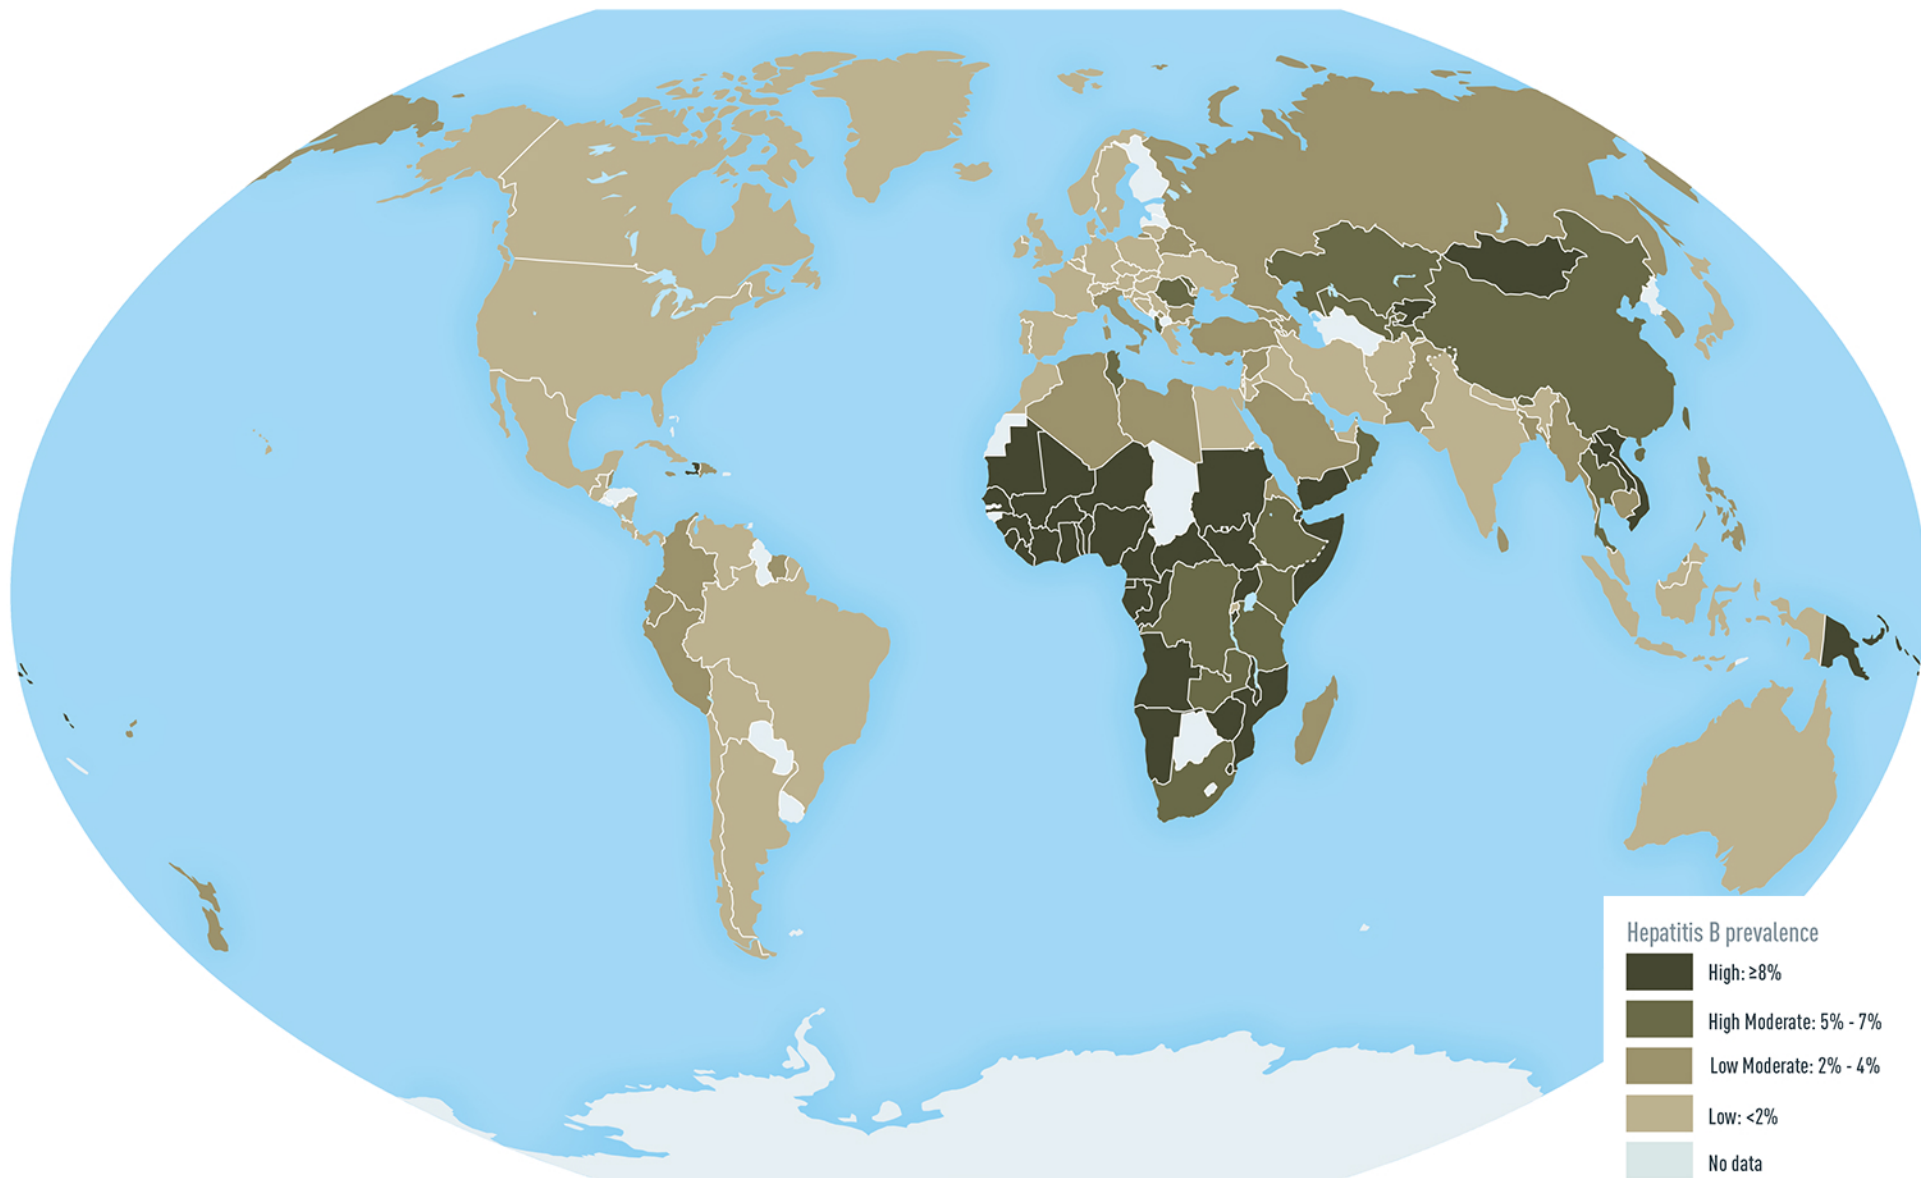 Hepatitis B prevalence
High: ≥8%
High Moderate: 5% - 7%
Low Moderate: 2% - 4%
Low: <2%
No data